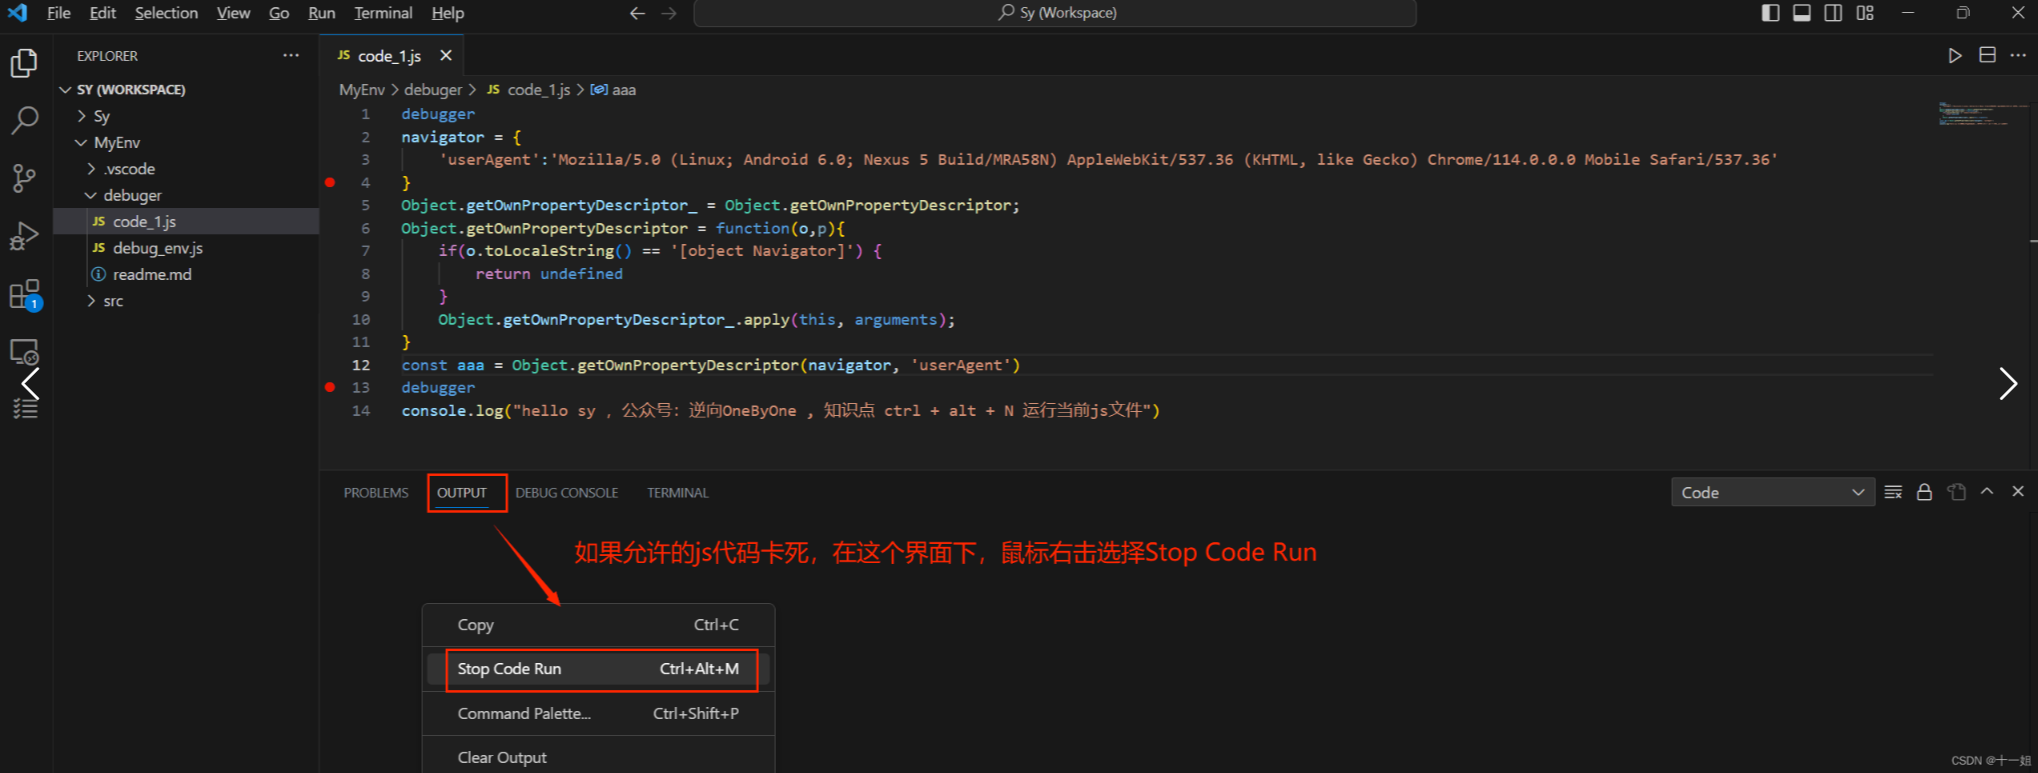 File Edit Selection View Go Run Terminal Help
Sy (Workspace)
EXPLORER
SY (WORKSPACE)
Sy
MyEnv
.vscode
debuger
JS code_1.js
JS debug_env.js
readme.md
src
1
JS code_1.js
MyEnv > debuger > JS code_1.js > aaa
1 debugger
2 navigator = {
3 'userAgent':'Mozilla/5.0 (Linux; Android 6.0; Nexus 5 Build/MRA58N) AppleWebKit/537.36 (KHTML, like Gecko) Chrome/114.0.0.0 Mobile Safari/537.36'
4 }
5 Object.getOwnPropertyDescriptor_ = Object.getOwnPropertyDescriptor;
6 Object.getOwnPropertyDescriptor = function(o,p){
7 if(o.toLocaleString() == '[object Navigator]') {
8 return undefined
9 }
10 Object.getOwnPropertyDescriptor_.apply(this, arguments);
11 }
12 const aaa = Object.getOwnPropertyDescriptor(navigator, 'userAgent')
13 debugger
14 console.log("hello sy , 公众号: 逆向OneByOne , 知识点 ctrl + alt + N 运行当前js文件")
PROBLEMS OUTPUT DEBUG CONSOLE TERMINAL
Code
如果允许的js代码卡死，在这个界面下，鼠标右击选择Stop Code Run
Copy Ctrl+C
Stop Code Run Ctrl+Alt+M
Command Palette... Ctrl+Shift+P
Clear Output
CSDN @十一姐